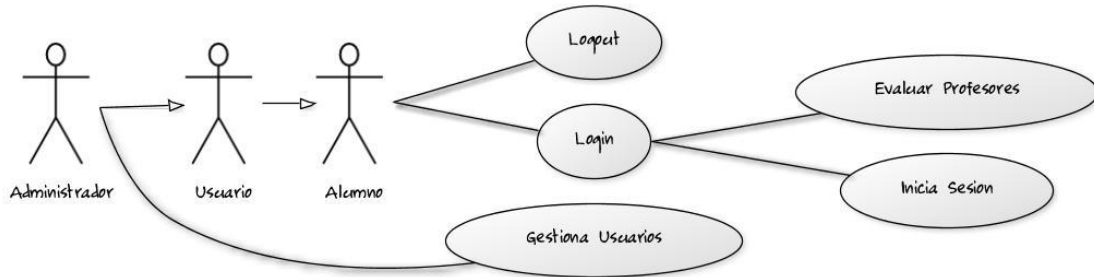 Logout
Evaluar Profesores
Login
Administrador
Usuario
Alumno
Inicia Sesion
Gestiona Usuarios